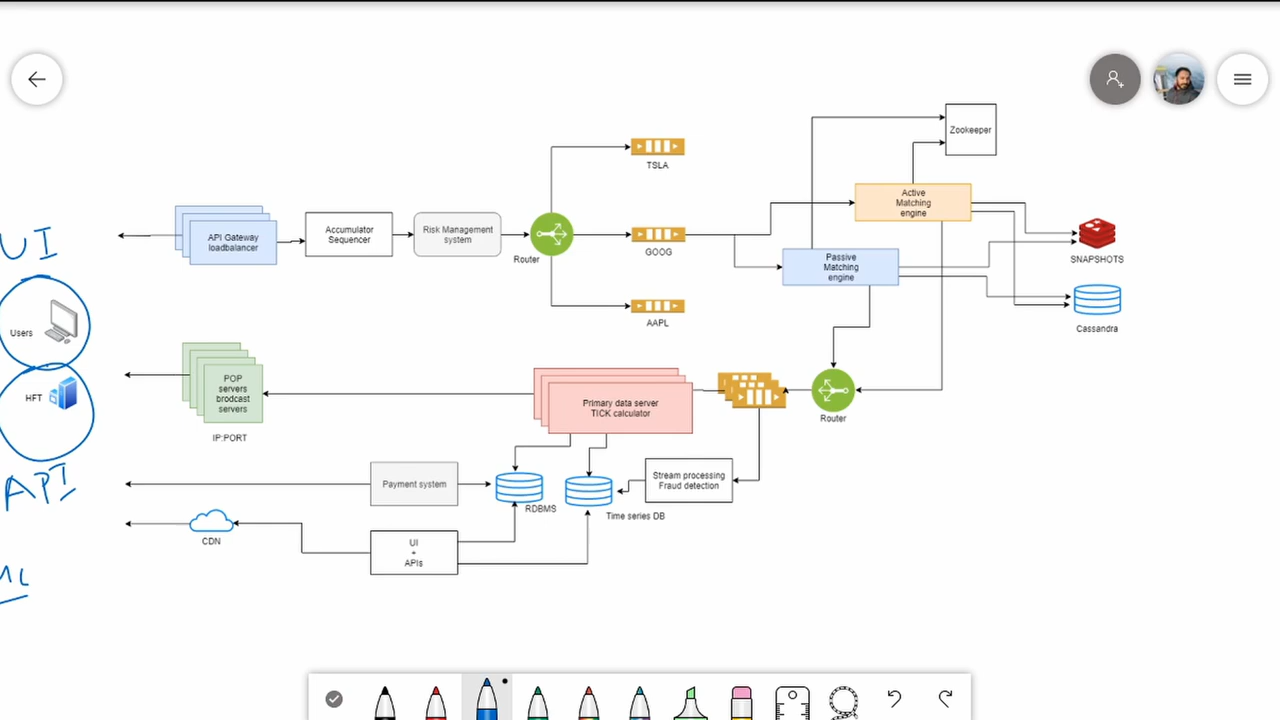 Zookeeper
TSLA
Active
Matching
engine
UI
API Gateway
loadbalancer
Accumulator
Sequencer
Risk Management
system
Router
GOOG
Passive
Matching
engine
SNAPSHOTS
AAPL
Cassandra
Users
HFT
POP
servers
brodcast
servers
IP:PORT
Primary data server
TICK calculator
Router
API
Payment system
RDBMS
Time series DB
Stream processing
Fraud detection
CDN
UI
+
APIs